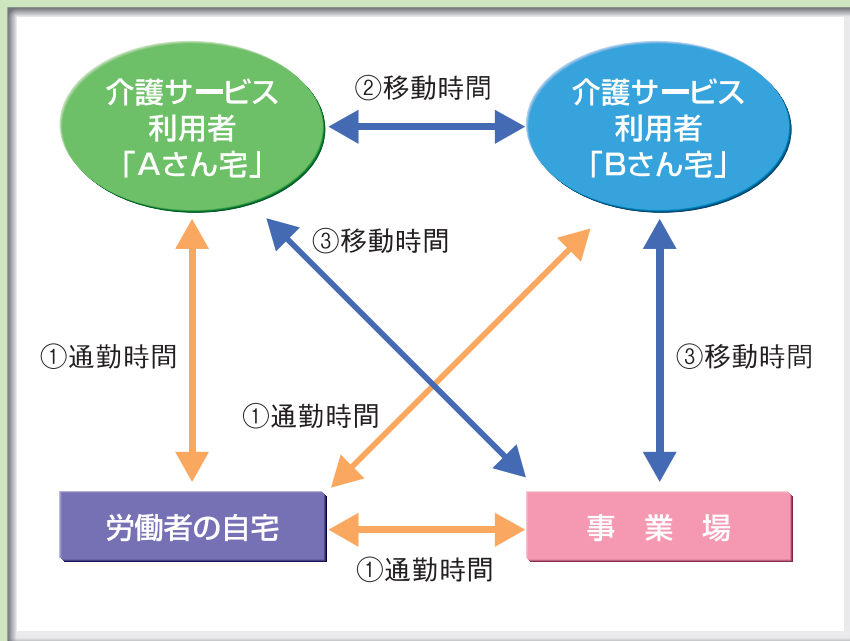 介護サービス
利用者
「Aさん宅」
②移動時間
介護サービス
利用者
「Bさん宅」
③移動時間
①通勤時間
③移動時間
①通勤時間
労働者の自宅
事　業　場
①通勤時間